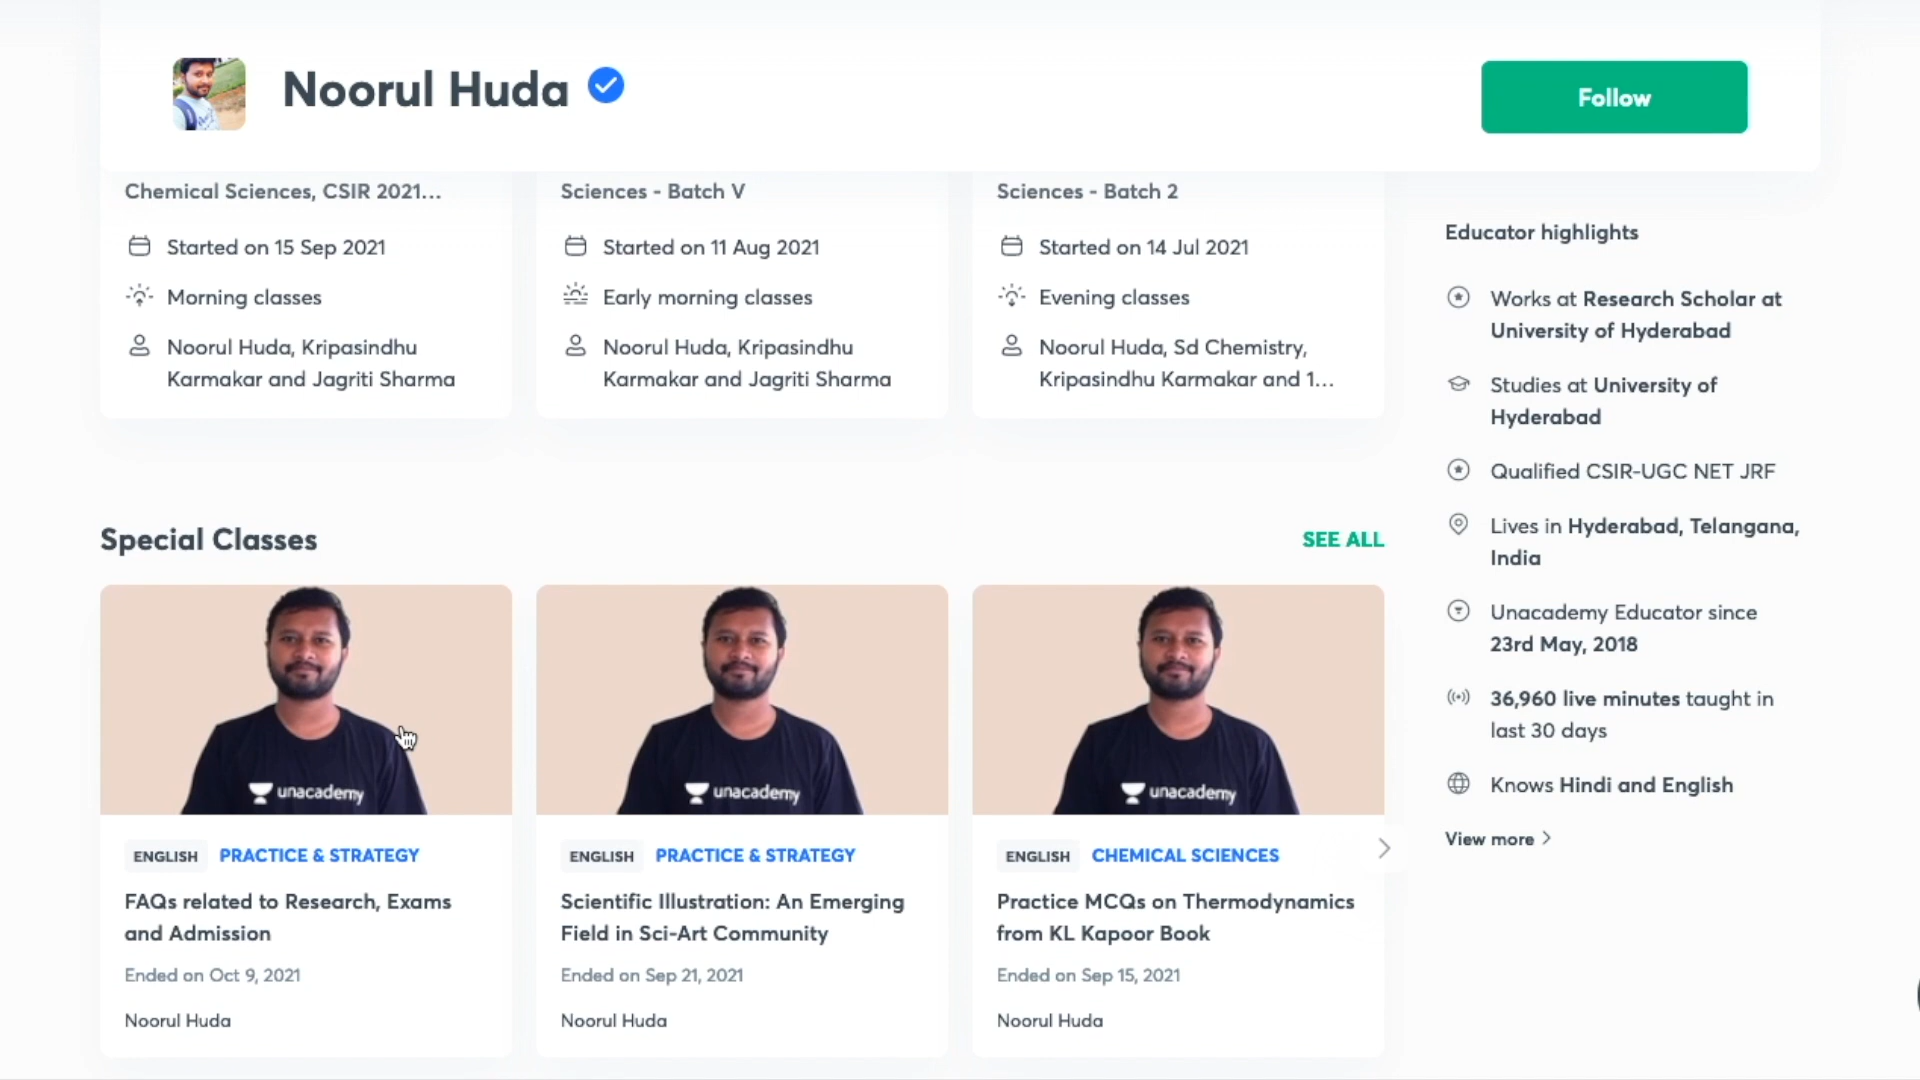 Noorul Huda
Follow
Chemical Sciences, CSIR 2021...
Started on 15 Sep 2021
Morning classes
Noorul Huda, Kripasindhu
Karmakar and Jagriti Sharma
Sciences - Batch V
Started on 11 Aug 2021
Early morning classes
Noorul Huda, Kripasindhu
Karmakar and Jagriti Sharma
Sciences - Batch 2
Started on 14 Jul 2021
Evening classes
Noorul Huda, Sd Chemistry,
Kripasindhu Karmakar and 1...
Special Classes
SEE ALL
unacademy
ENGLISH PRACTICE & STRATEGY
FAQs related to Research, Exams
and Admission
Ended on Oct 9, 2021
Noorul Huda
unacademy
ENGLISH PRACTICE & STRATEGY
Scientific Illustration: An Emerging
Field in Sci-Art Community
Ended on Sep 21, 2021
Noorul Huda
unacademy
ENGLISH CHEMICAL SCIENCES
Practice MCQs on Thermodynamics
from KL Kapoor Book
Ended on Sep 15, 2021
Noorul Huda
Educator highlights
Works at Research Scholar at
University of Hyderabad
Studies at University of
Hyderabad
Qualified CSIR-UGC NET JRF
Lives in Hyderabad, Telangana,
India
Unacademy Educator since
23rd May, 2018
36,960 live minutes taught in
last 30 days
Knows Hindi and English
View more